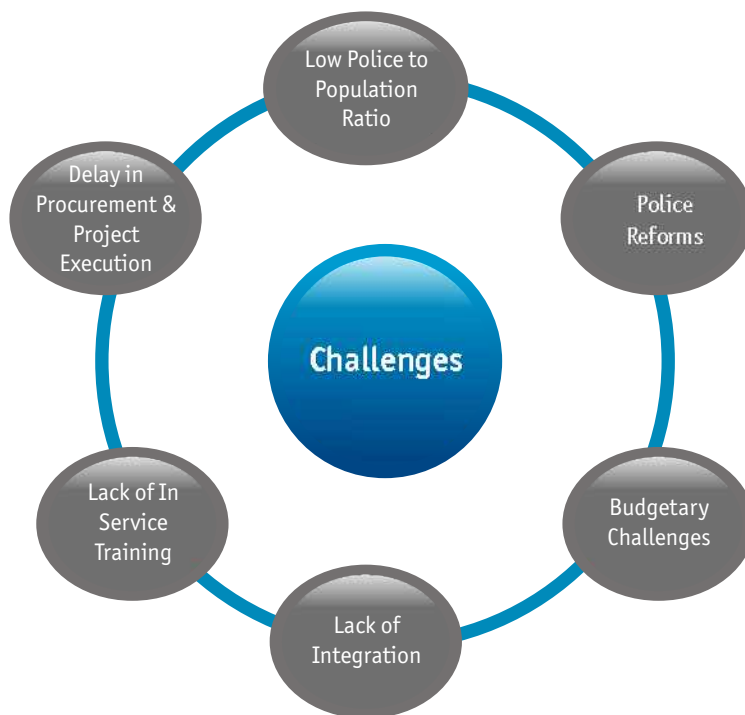 Low Police to
Population
Ratio
Police
Reforms
Budgetary
Challenges
Lack of
Integration
Lack of In
Service
Training
Delay in
Procurement &
Project
Execution
Challenges